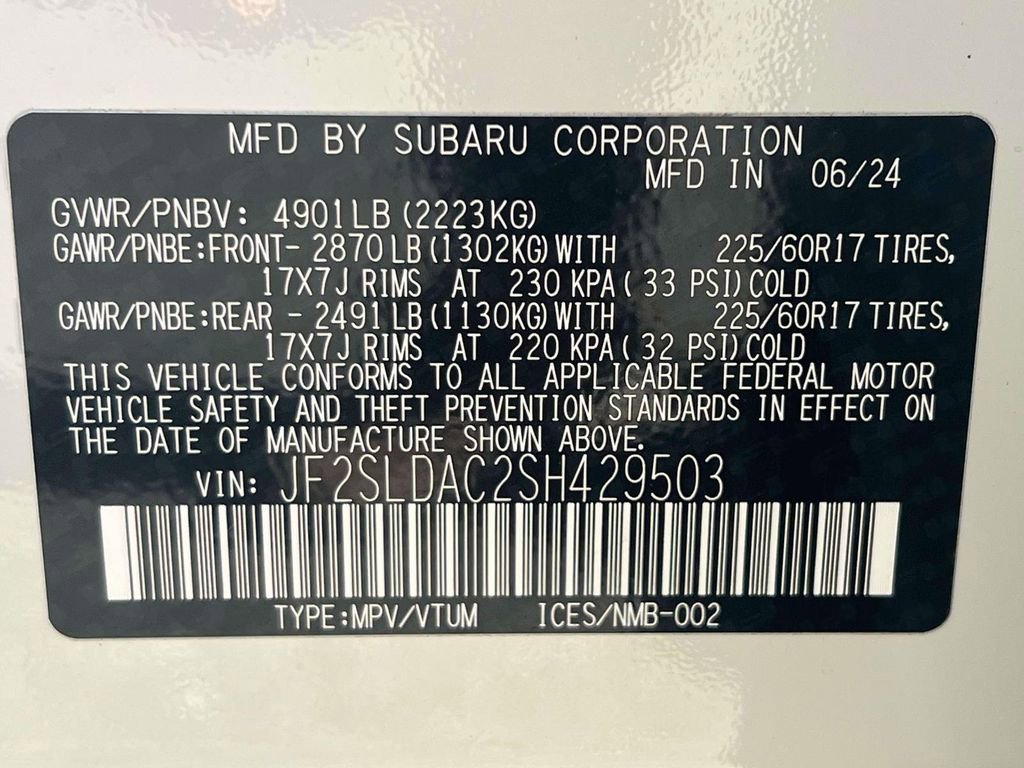 MFD BY SUBARU CORPORATION
MFD IN 06/24
GVWR/PNBV: 4901LB (2223KG)
GAWR/PNBE:FRONT- 2870LB (1302KG) WITH 225/60R17 TIRES,
17X7J RIMS AT 230 KPA( 33 PSI)COLD
GAWR/PNBE:REAR - 2491LB (1130KG) WITH 225/60R17 TIRES,
17X7J RIMS AT 220 KPA( 32 PSI)COLD
THIS VEHICLE CONFORMS TO ALL APPLICABLE FEDERAL MOTOR
VEHICLE SAFETY AND THEFT PREVENTION STANDARDS IN EFFECT ON
THE DATE OF MANUFACTURE SHOWN ABOVE.
VIN: JF2SLDAC2SH429503
TYPE:MPV/VTUM ICES/NMB-002